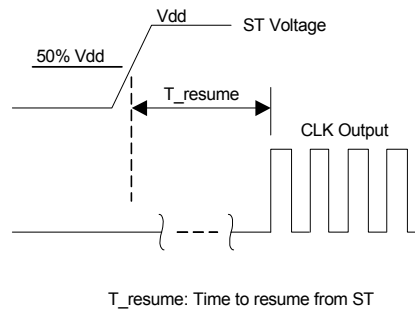 Vdd
ST Voltage
50% Vdd
T_resume
CLK Output
T_resume: Time to resume from ST